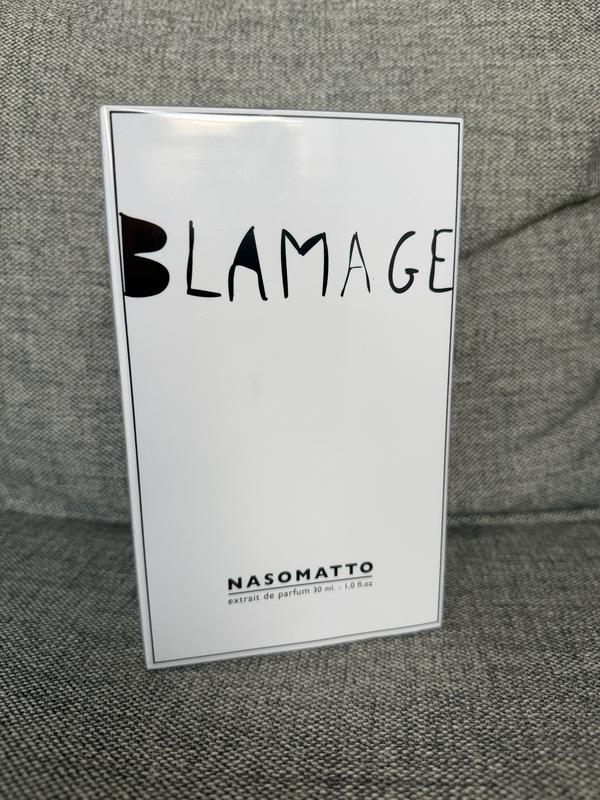 BLAMAGE
NASOMATTO
extrait de parfum 30 ml. - 1,0 fl.oz